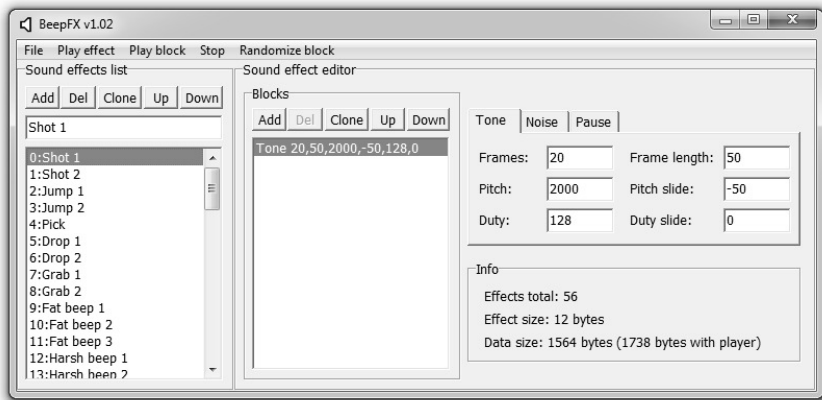 BeepFX v1.02
File Play effect Play block Stop Randomize block
Sound effects list
Add Del Clone Up Down
Shot 1
0:Shot 1
1:Shot 2
2:Jump 1
3:Jump 2
4:Pick
5:Drop 1
6:Drop 2
7:Grab 1
8:Grab 2
9:Fat beep 1
10:Fat beep 2
11:Fat beep 3
12:Harsh beep 1
13:Harsh beep 2
Sound effect editor
Blocks
Add Del Clone Up Down
Tone 20,50,2000,-50,128,0
Tone Noise Pause
Frames: 20 Frame length: 50
Pitch: 2000 Pitch slide: -50
Duty: 128 Duty slide: 0
Info
Effects total: 56
Effect size: 12 bytes
Data size: 1564 bytes (1738 bytes with player)